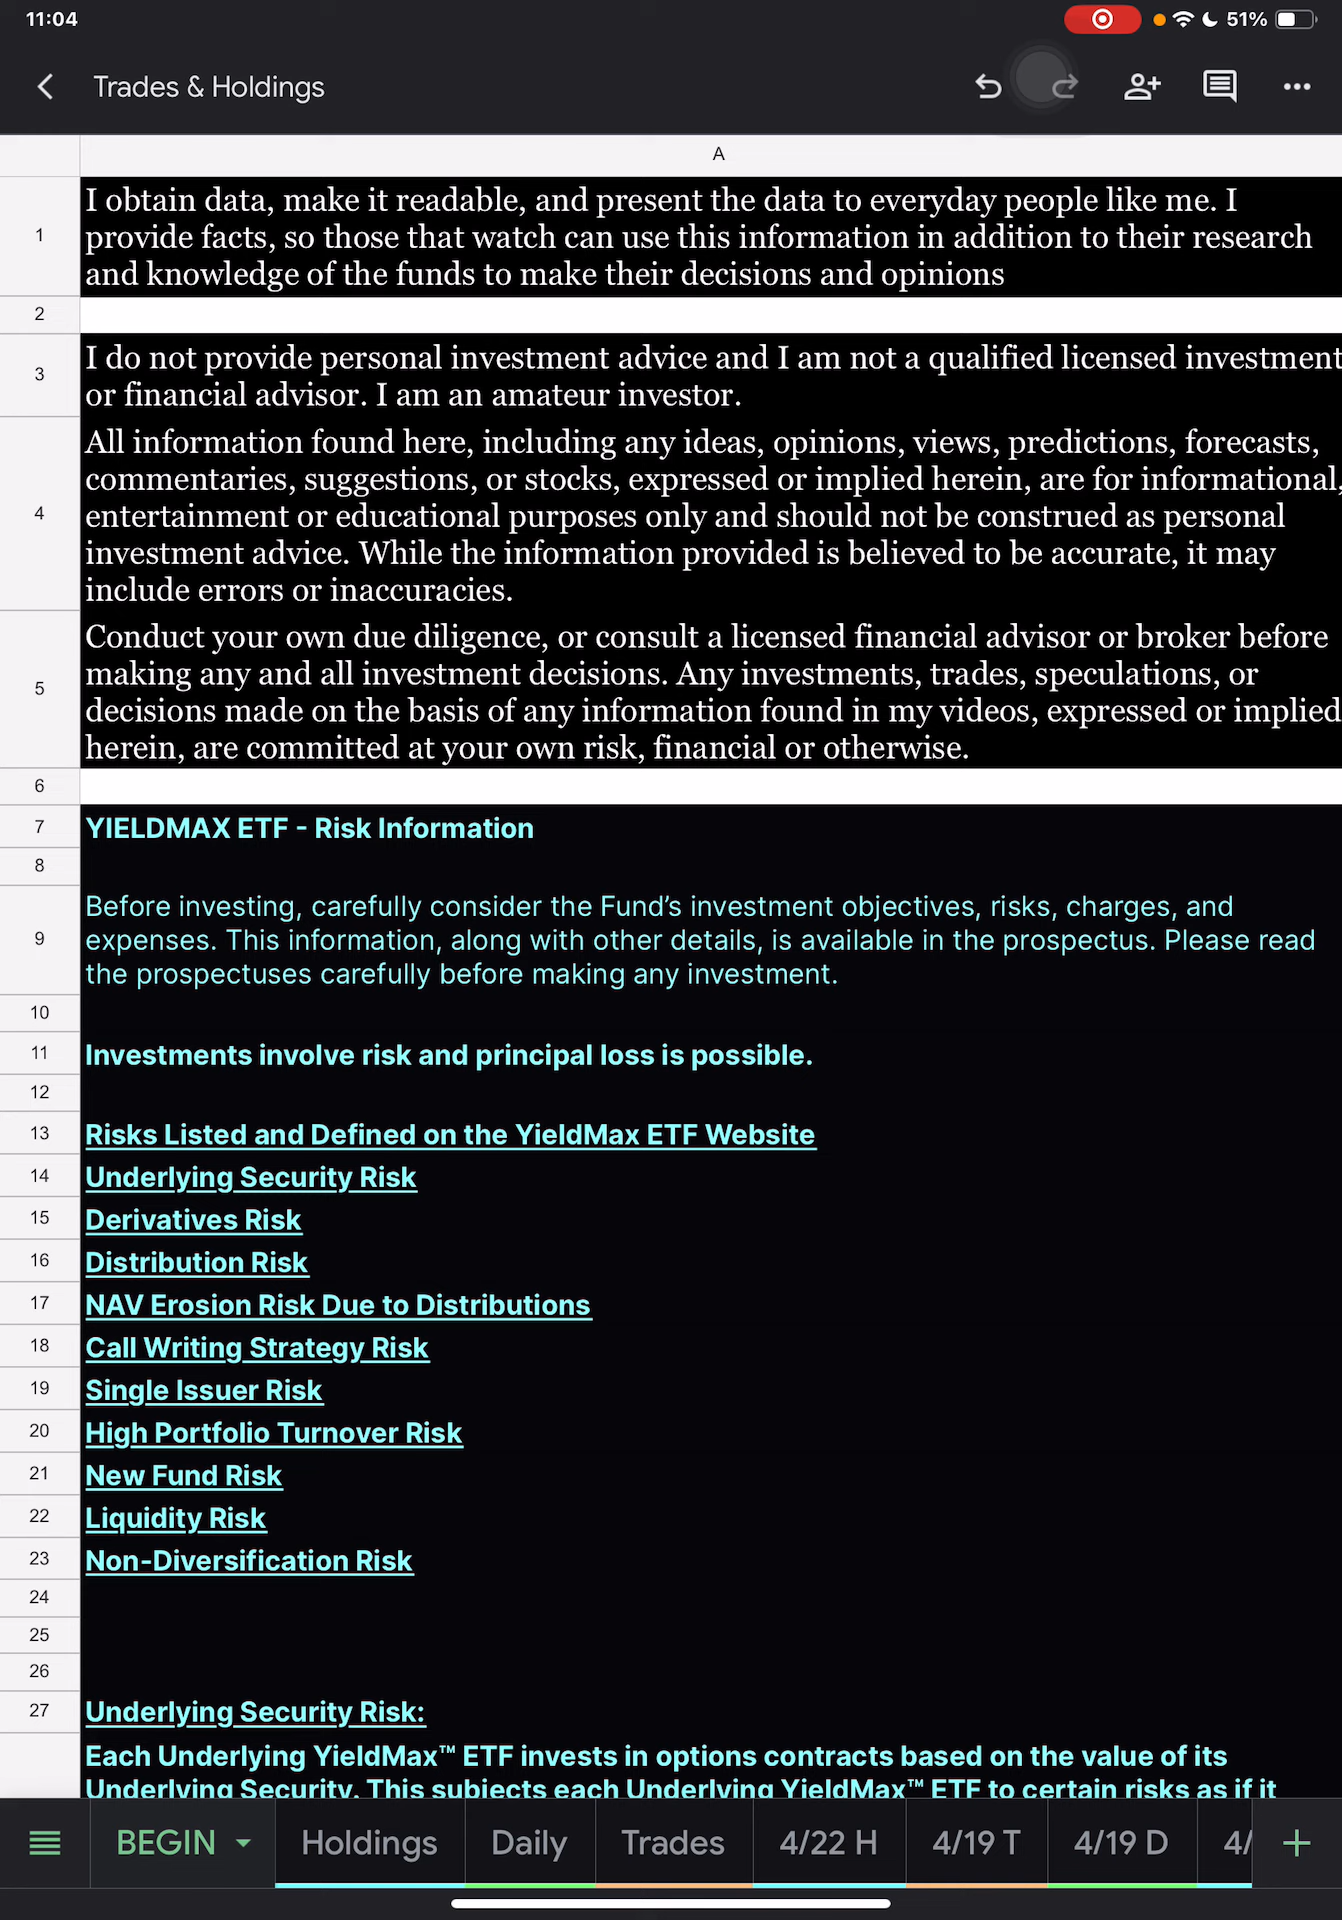 11:04
51%
Trades & Holdings
A
1
I obtain data, make it readable, and present the data to everyday people like me. I
provide facts, so those that watch can use this information in addition to their research
and knowledge of the funds to make their decisions and opinions
2
3
I do not provide personal investment advice and I am not a qualified licensed investment
or financial advisor. I am an amateur investor.
4
All information found here, including any ideas, opinions, views, predictions, forecasts,
commentaries, suggestions, or stocks, expressed or implied herein, are for informational,
entertainment or educational purposes only and should not be construed as personal
investment advice. While the information provided is believed to be accurate, it may
include errors or inaccuracies.
5
Conduct your own due diligence, or consult a licensed financial advisor or broker before
making any and all investment decisions. Any investments, trades, speculations, or
decisions made on the basis of any information found in my videos, expressed or implied
herein, are committed at your own risk, financial or otherwise.
6
7
YIELDMAX ETF - Risk Information
8
9
Before investing, carefully consider the Fund’s investment objectives, risks, charges, and
expenses. This information, along with other details, is available in the prospectus. Please read
the prospectuses carefully before making any investment.
10
11
Investments involve risk and principal loss is possible.
12
13
Risks Listed and Defined on the YieldMax ETF Website
14
Underlying Security Risk
15
Derivatives Risk
16
Distribution Risk
17
NAV Erosion Risk Due to Distributions
18
Call Writing Strategy Risk
19
Single Issuer Risk
20
High Portfolio Turnover Risk
21
New Fund Risk
22
Liquidity Risk
23
Non-Diversification Risk
24
25
26
27
Underlying Security Risk:
Each Underlying YieldMax™ ETF invests in options contracts based on the value of its
Underlying Security. This subjects each Underlying YieldMax™ ETF to certain risks as if it
BEGIN
Holdings
Daily
Trades
4/22 H
4/19 T
4/19 D
4/